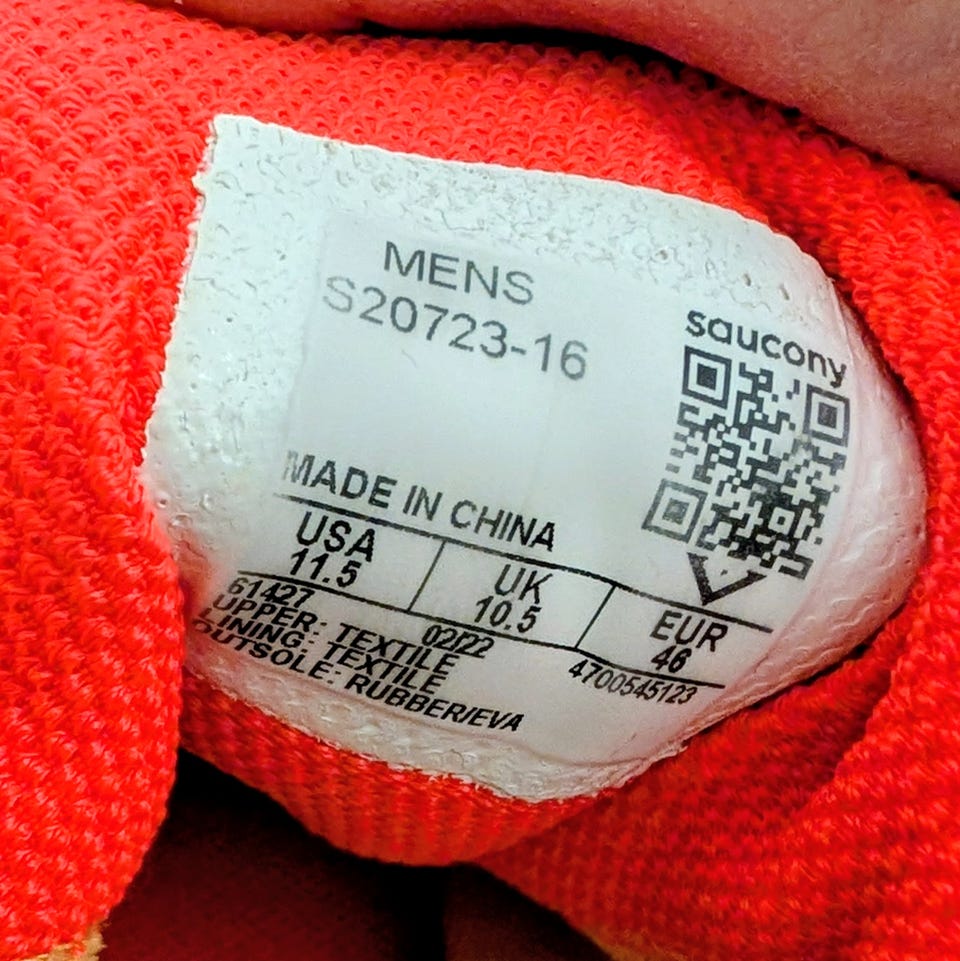 MENS
S20723-16
saucony
MADE IN CHINA
USA UK EUR
11.5 10.5 46
61427 02/22 4700545123
UPPER: TEXTILE
LINING: TEXTILE
OUTSOLE: RUBBER/EVA